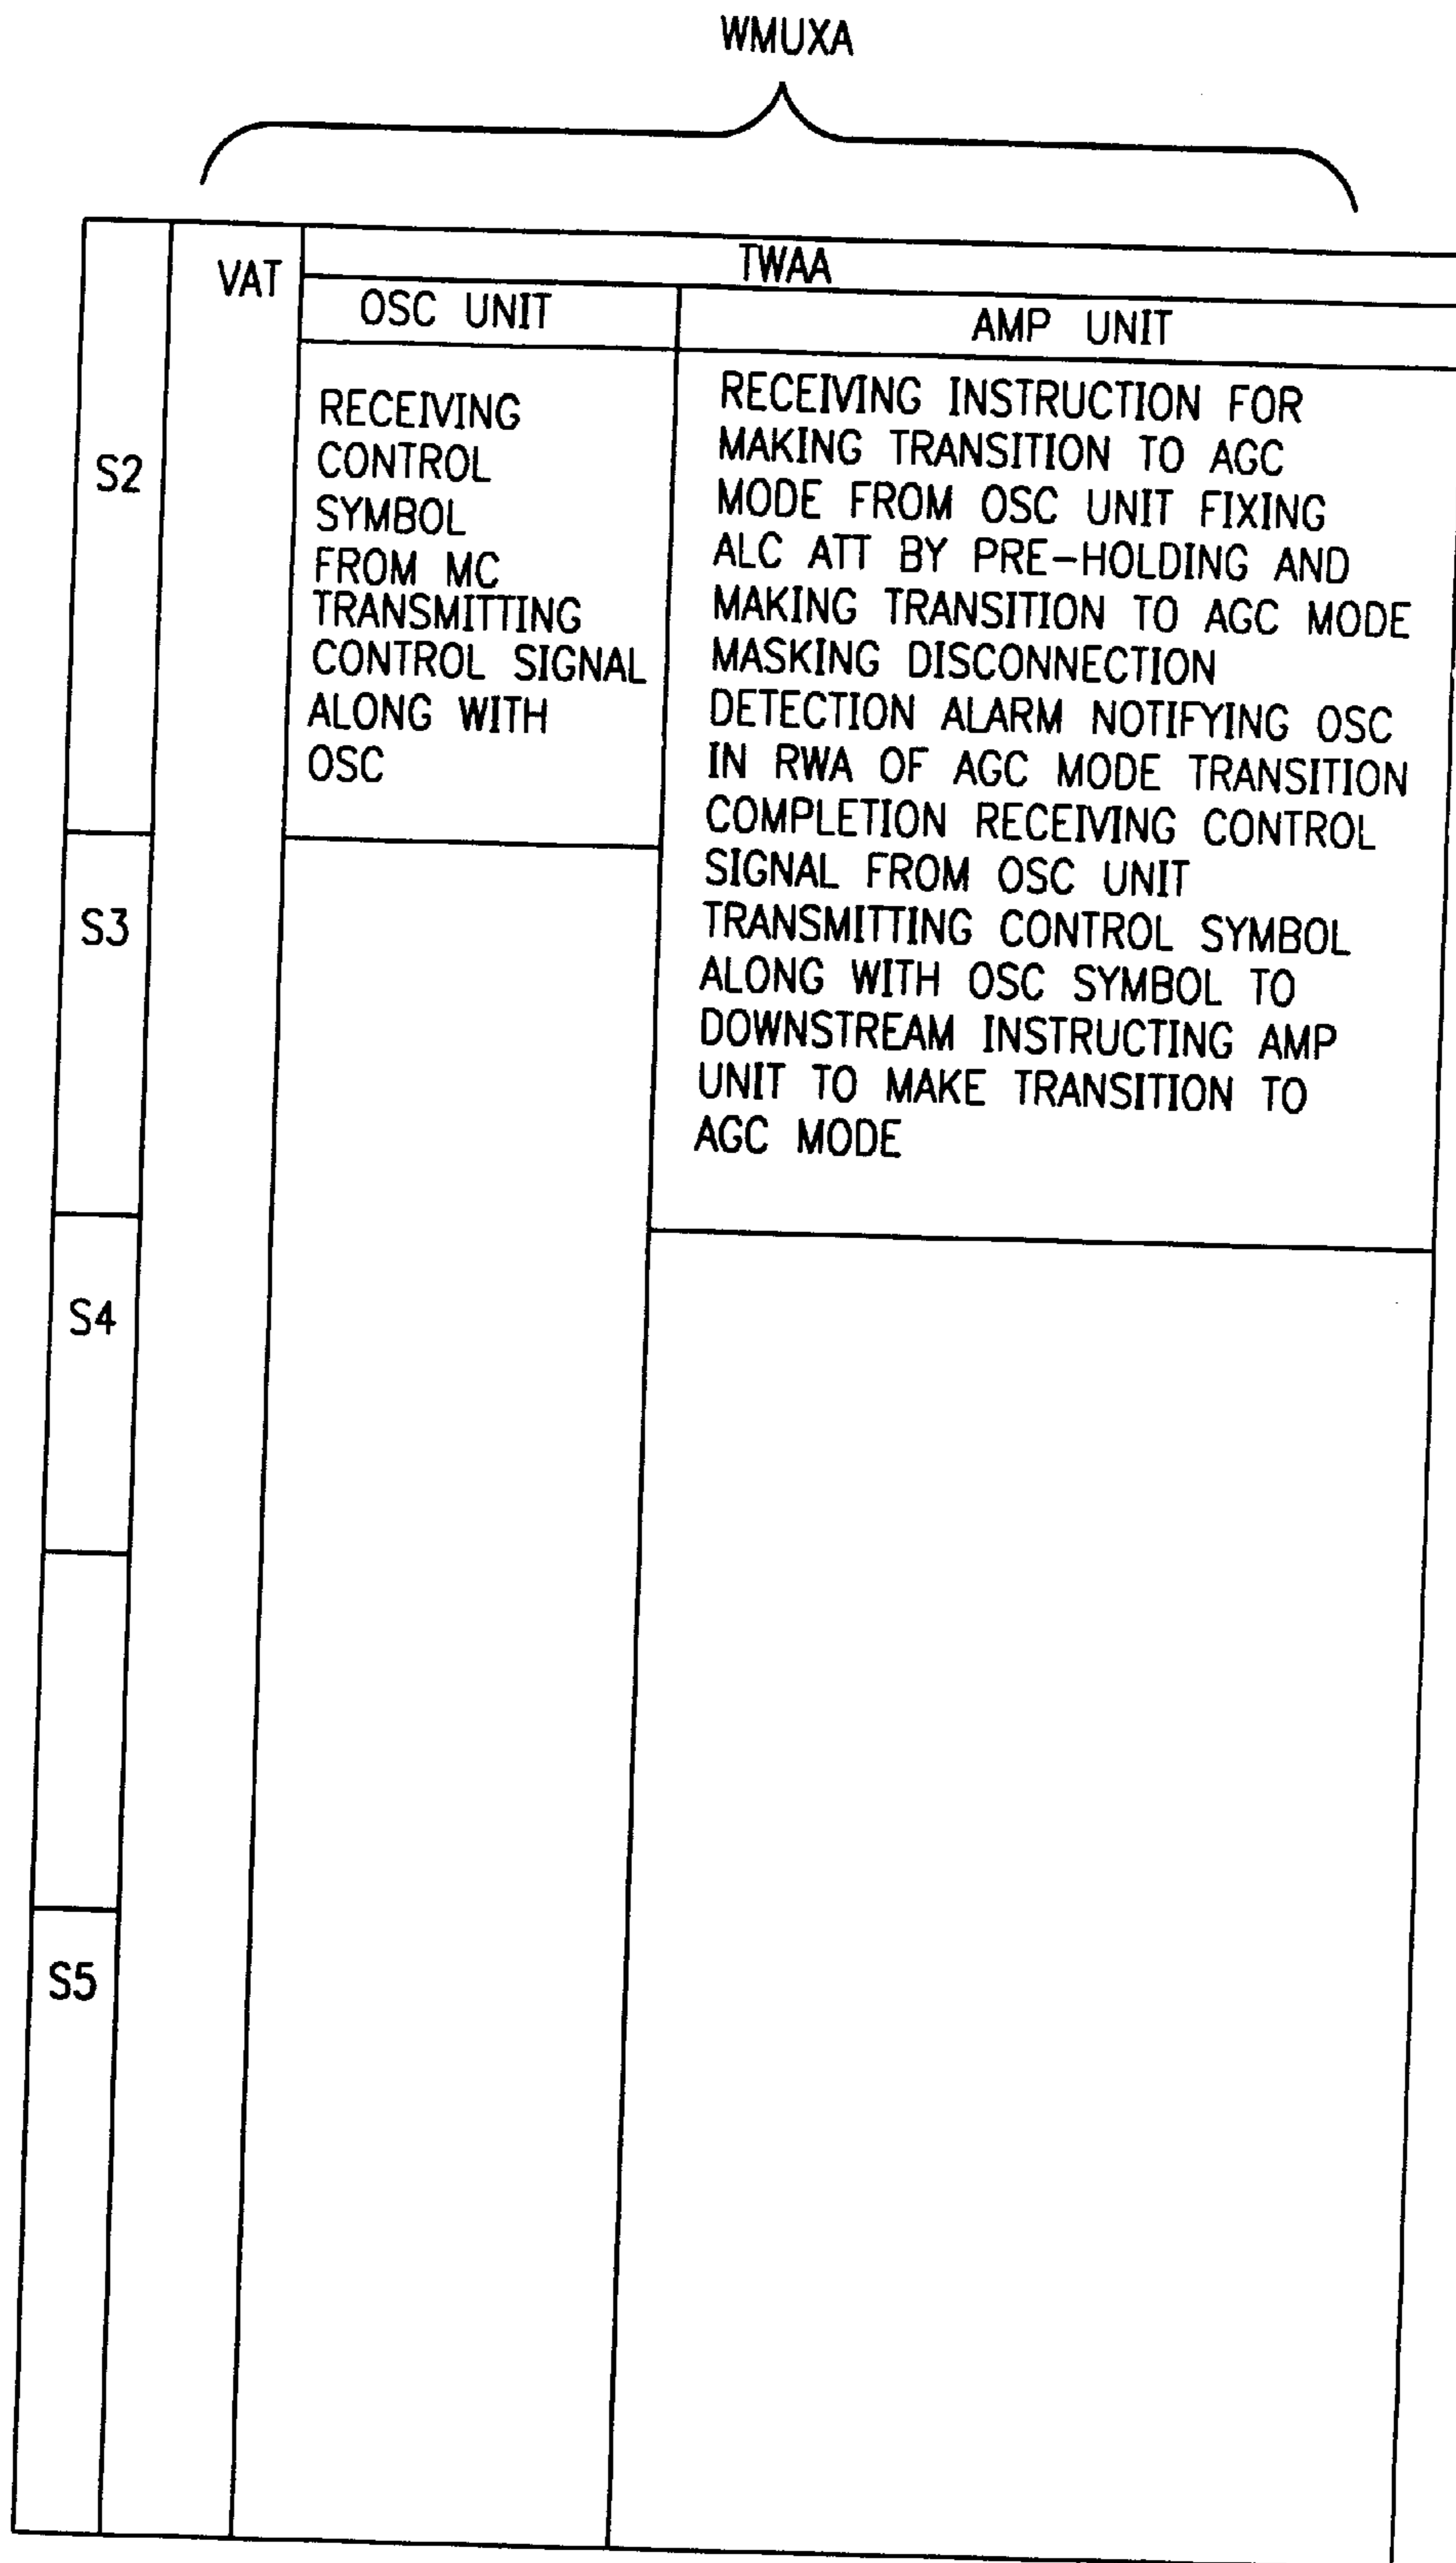 WMUXA
VAT
TWAA
OSC UNIT
AMP UNIT
S2
RECEIVING
CONTROL
SYMBOL
FROM MC
TRANSMITTING
CONTROL SIGNAL
ALONG WITH
OSC
RECEIVING INSTRUCTION FOR
MAKING TRANSITION TO AGC
MODE FROM OSC UNIT FIXING
ALC ATT BY PRE-HOLDING AND
MAKING TRANSITION TO AGC MODE
MASKING DISCONNECTION
DETECTION ALARM NOTIFYING OSC
IN RWA OF AGC MODE TRANSITION
COMPLETION RECEIVING CONTROL
SIGNAL FROM OSC UNIT
TRANSMITTING CONTROL SYMBOL
ALONG WITH OSC SYMBOL TO
DOWNSTREAM INSTRUCTING AMP
UNIT TO MAKE TRANSITION TO
AGC MODE
S3
S4
S5